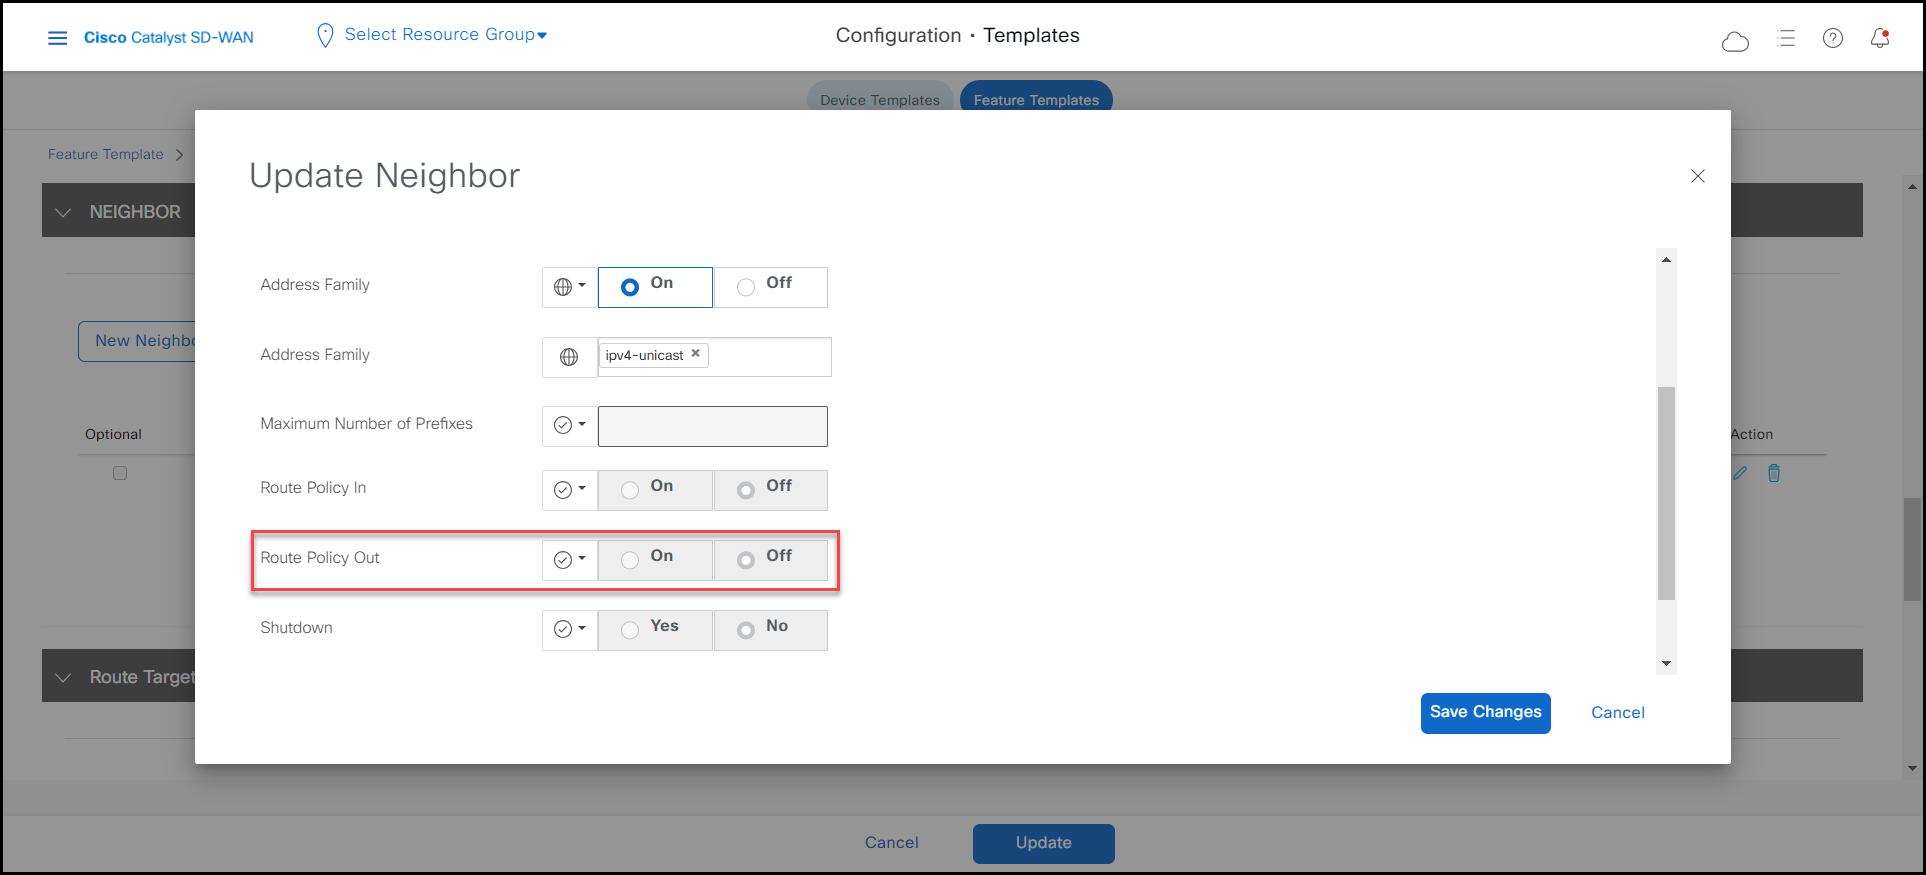 Cisco Catalyst SD-WAN
Select Resource Group
Configuration · Templates
Device Templates
Feature Templates
Feature Template
Update Neighbor
NEIGHBOR
Address Family
On
Off
New Neighbo
Address Family
ipv4-unicast
Maximum Number of Prefixes
Optional
Action
Route Policy In
On
Off
Route Policy Out
On
Off
Shutdown
Yes
No
Route Target
Save Changes
Cancel
Cancel
Update